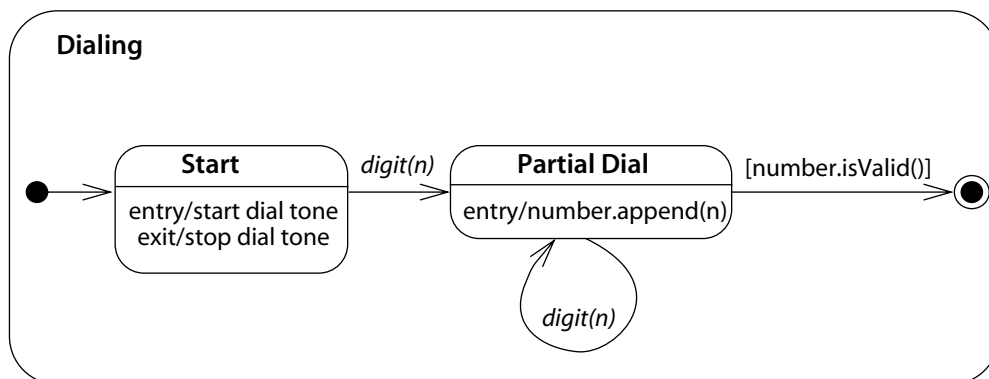 Dialing
Start
entry/start dial tone
exit/stop dial tone
digit(n)
Partial Dial
entry/number.append(n)
digit(n)
[number.isValid()]